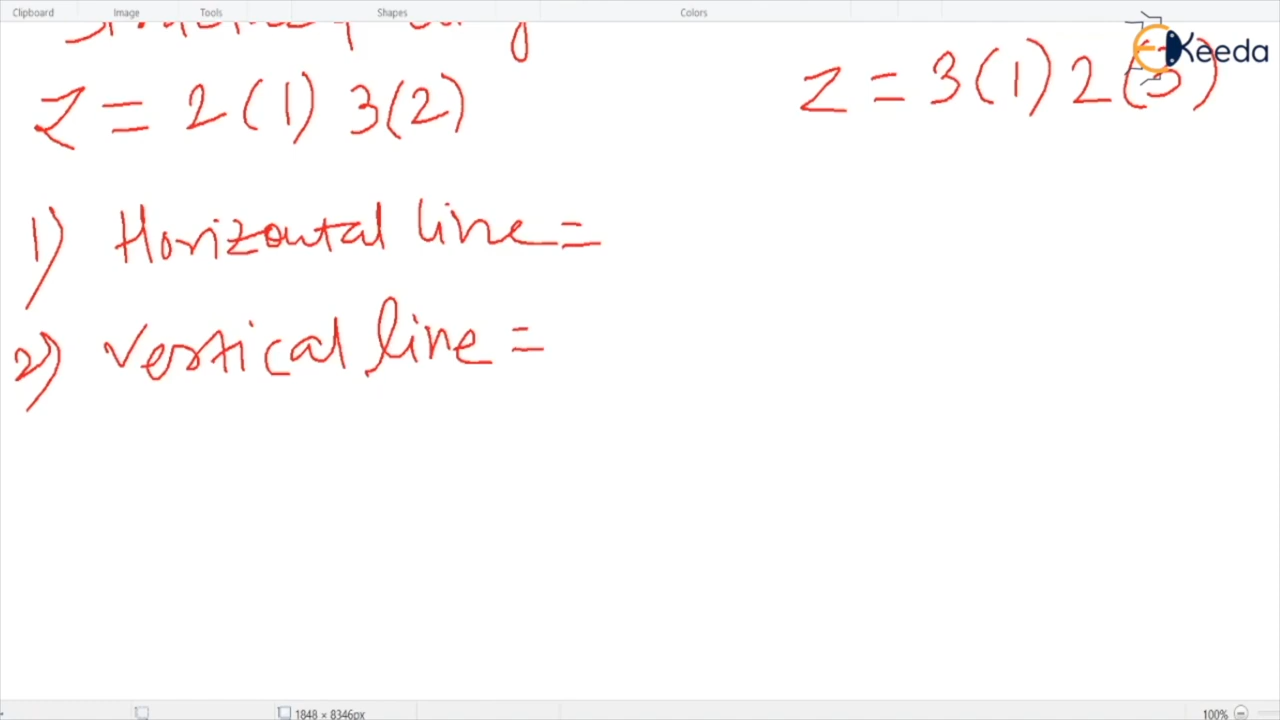 Clipboard Image Tools Shapes Colors
Z = 2 (1) 3 (2)
Z = 3 (1) 2 (3)
Keeda
1) Horizontal line =
2) Vertical line =
1848 × 8346px
100%